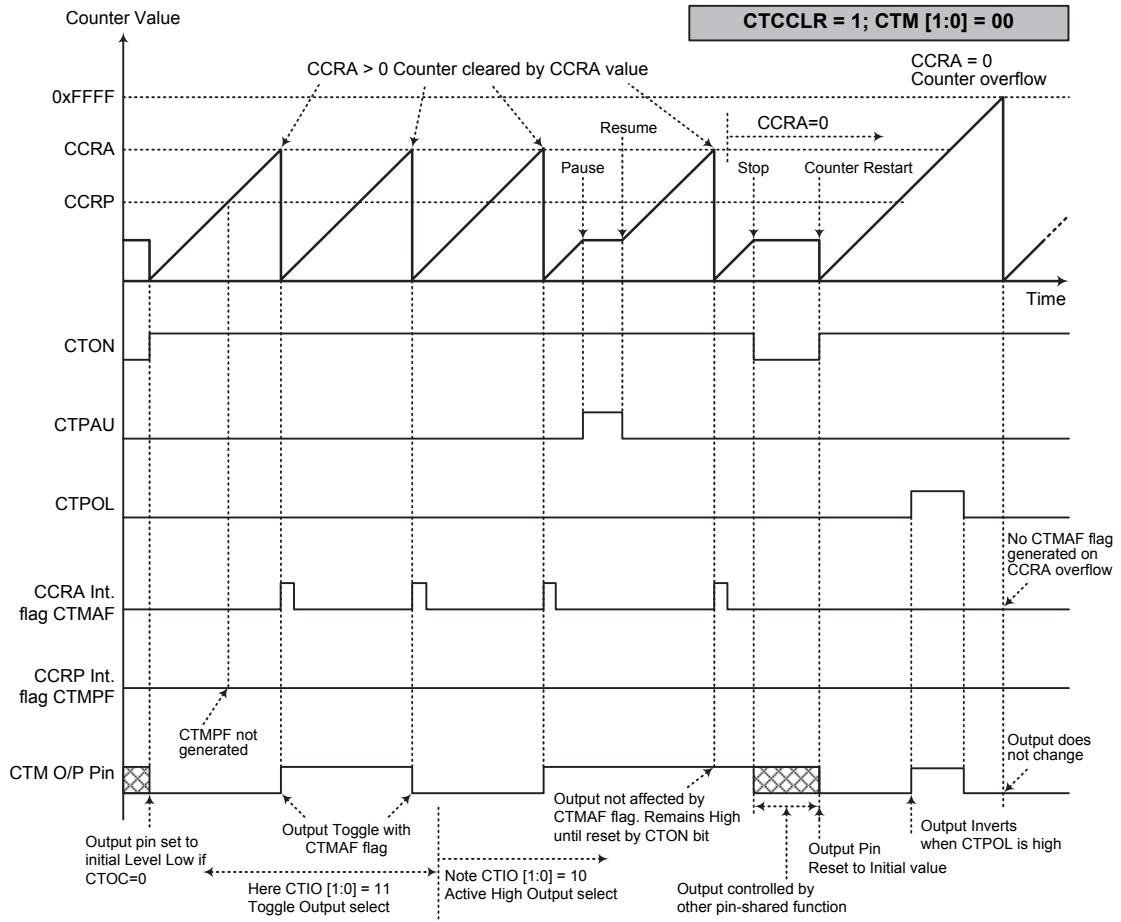 Counter Value
CTCCLR = 1; CTM [1:0] = 00
CCRA > 0 Counter cleared by CCRA value
CCRA = 0
Counter overflow
0xFFFF
CCRA
CCRP
Resume
CCRA=0
Pause
Stop
Counter Restart
Time
CTON
CTPAU
CTPOL
No CTMAF flag
generated on
CCRA overflow
CCRA Int.
flag CTMAF
CCRP Int.
flag CTMPF
CTMPF not
generated
CTM O/P Pin
Output does
not change
Output pin set to
initial Level Low if
CTOC=0
Output Toggle with
CTMAF flag
Here CTIO [1:0] = 11
Toggle Output select
Note CTIO [1:0] = 10
Active High Output select
Output not affected by
CTMAF flag. Remains High
until reset by CTON bit
Output controlled by
other pin-shared function
Output Pin
Reset to Initial value
Output Inverts
when CTPOL is high